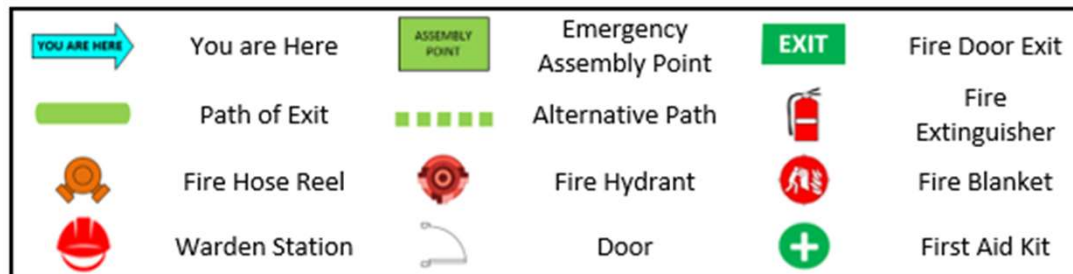 YOU ARE HERE
You are Here
ASSEMBLY
POINT
Emergency
Assembly Point
EXIT
Fire Door Exit
Path of Exit
Alternative Path
Fire
Extinguisher
Fire Hose Reel
Fire Hydrant
Fire Blanket
Warden Station
Door
First Aid Kit